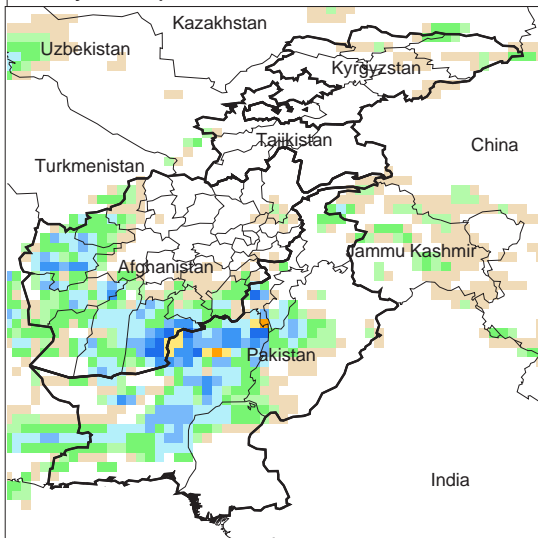 Kazakhstan
Uzbekistan
Kyrgyzstan
Tajikistan
China
Turkmenistan
Jammu Kashmir
Afghanistan
Pakistan
India